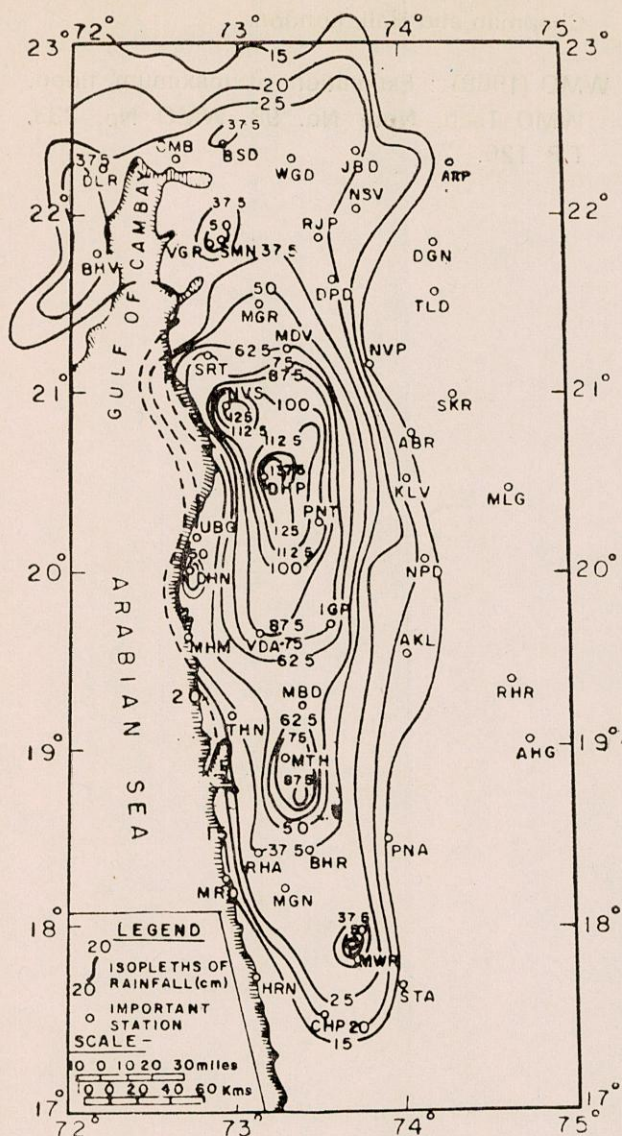 72° 73° 74° 75°
23° 23°
15
20
25
37.5
CMB BSD WGD JBD ARP
37.5
DLR
NSV
22° 22°
37.5
50
RJP
VGR SMN 37.5 DGN
BHV
DPD TLD
50
MGR
MDV
62.5 NVP
SRT 75
87.5
21° 21°
NVS 100 SKR
125
112.5 112.5 ABR
137.5
DHP KLV MLG
PNT
UBG 125
50 112.5 NPD
20° 100 20°
DHN
IGP
87.5
MHM VDA 75 AKL
62.5
20 MBD RHR
THN 62.5
19° 75 19°
MTH AHG
87.5
50
37.5 PNA
RHA BHR
MRD MGN
18° 18°
37.5
50
MWR
HRN 25 STA
CHP 20
15
GULF OF CAMBAY
ARABIAN SEA
LEGEND
20
ISOPLETHS OF
20 RAINFALL (cm)
IMPORTANT
STATION
SCALE -
10 0 10 20 30 miles
10 0 20 40 60 Kms
17° 17°
72° 73° 74° 75°